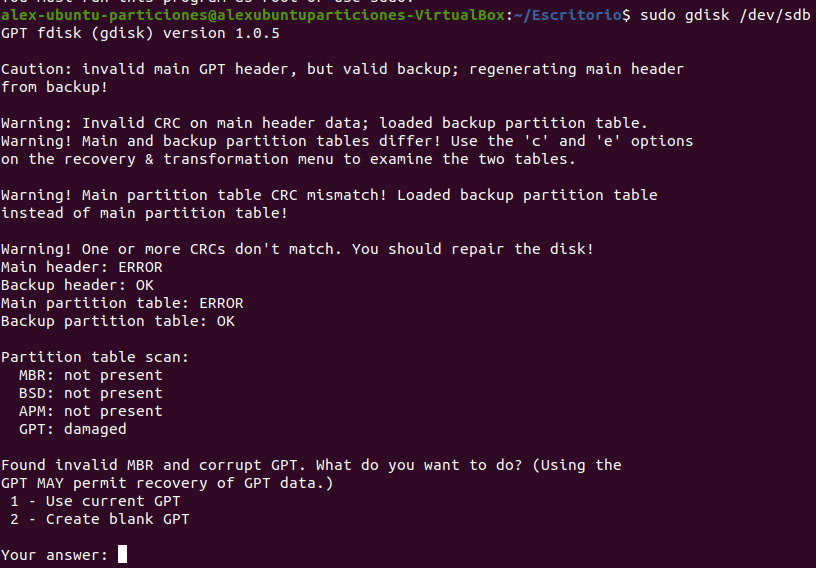 You must run this program as root or use sudo.
alex-ubuntu-particiones@alexubuntuparticiones-VirtualBox:~/Escritorio$ sudo gdisk /dev/sdb
GPT fdisk (gdisk) version 1.0.5
Caution: invalid main GPT header, but valid backup; regenerating main header
from backup!
Warning: Invalid CRC on main header data; loaded backup partition table.
Warning! Main and backup partition tables differ! Use the 'c' and 'e' options
on the recovery & transformation menu to examine the two tables.
Warning! Main partition table CRC mismatch! Loaded backup partition table
instead of main partition table!
Warning! One or more CRCs don't match. You should repair the disk!
Main header: ERROR
Backup header: OK
Main partition table: ERROR
Backup partition table: OK
Partition table scan:
  MBR: not present
  BSD: not present
  APM: not present
  GPT: damaged
Found invalid MBR and corrupt GPT. What do you want to do? (Using the
GPT MAY permit recovery of GPT data.)
 1 - Use current GPT
 2 - Create blank GPT
Your answer: